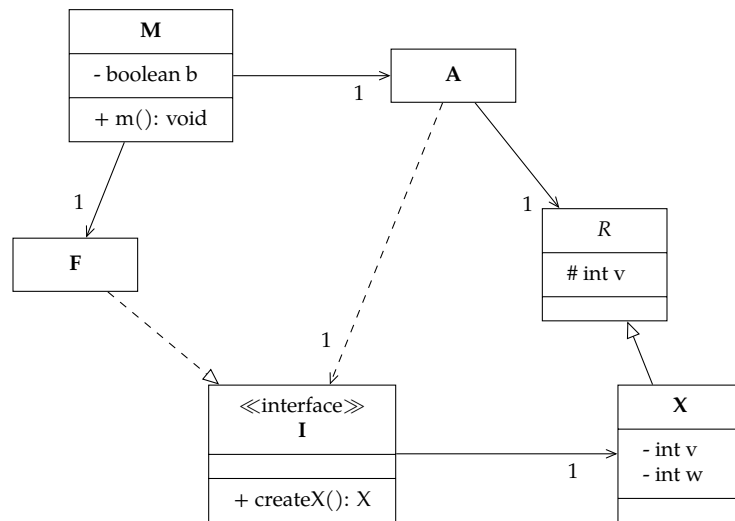 M
- boolean b
+ m(): void
A
1
1
1
F
R
# int v
1
≪interface≫
I
+ createX(): X
1
X
- int v
- int w